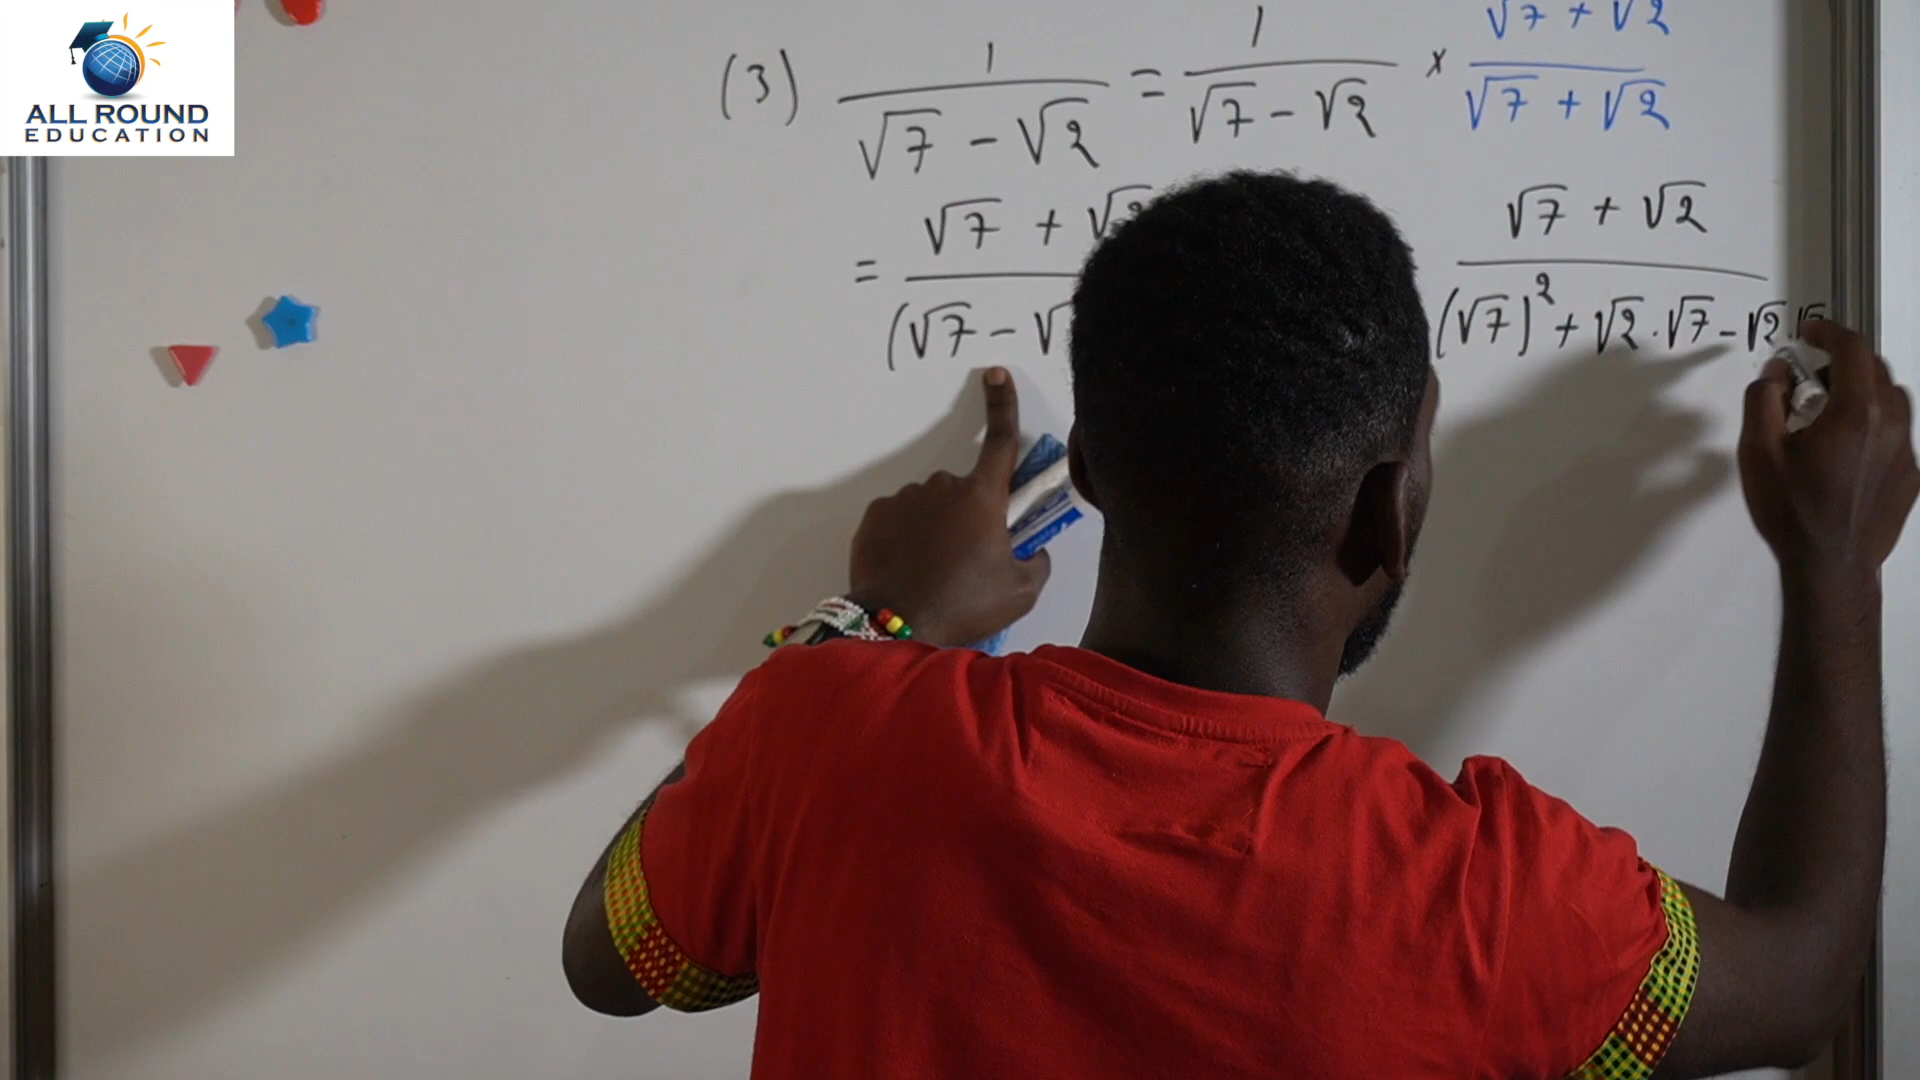 ALL ROUND
EDUCATION
(3) 1/(√7 - √2) = 1/(√7 - √2) × (√7 + √2)/(√7 + √2)
= (√7 + √2)/((√7 - √ (√7 + √2)/((√7)² + √2 · √7 - √2 · √